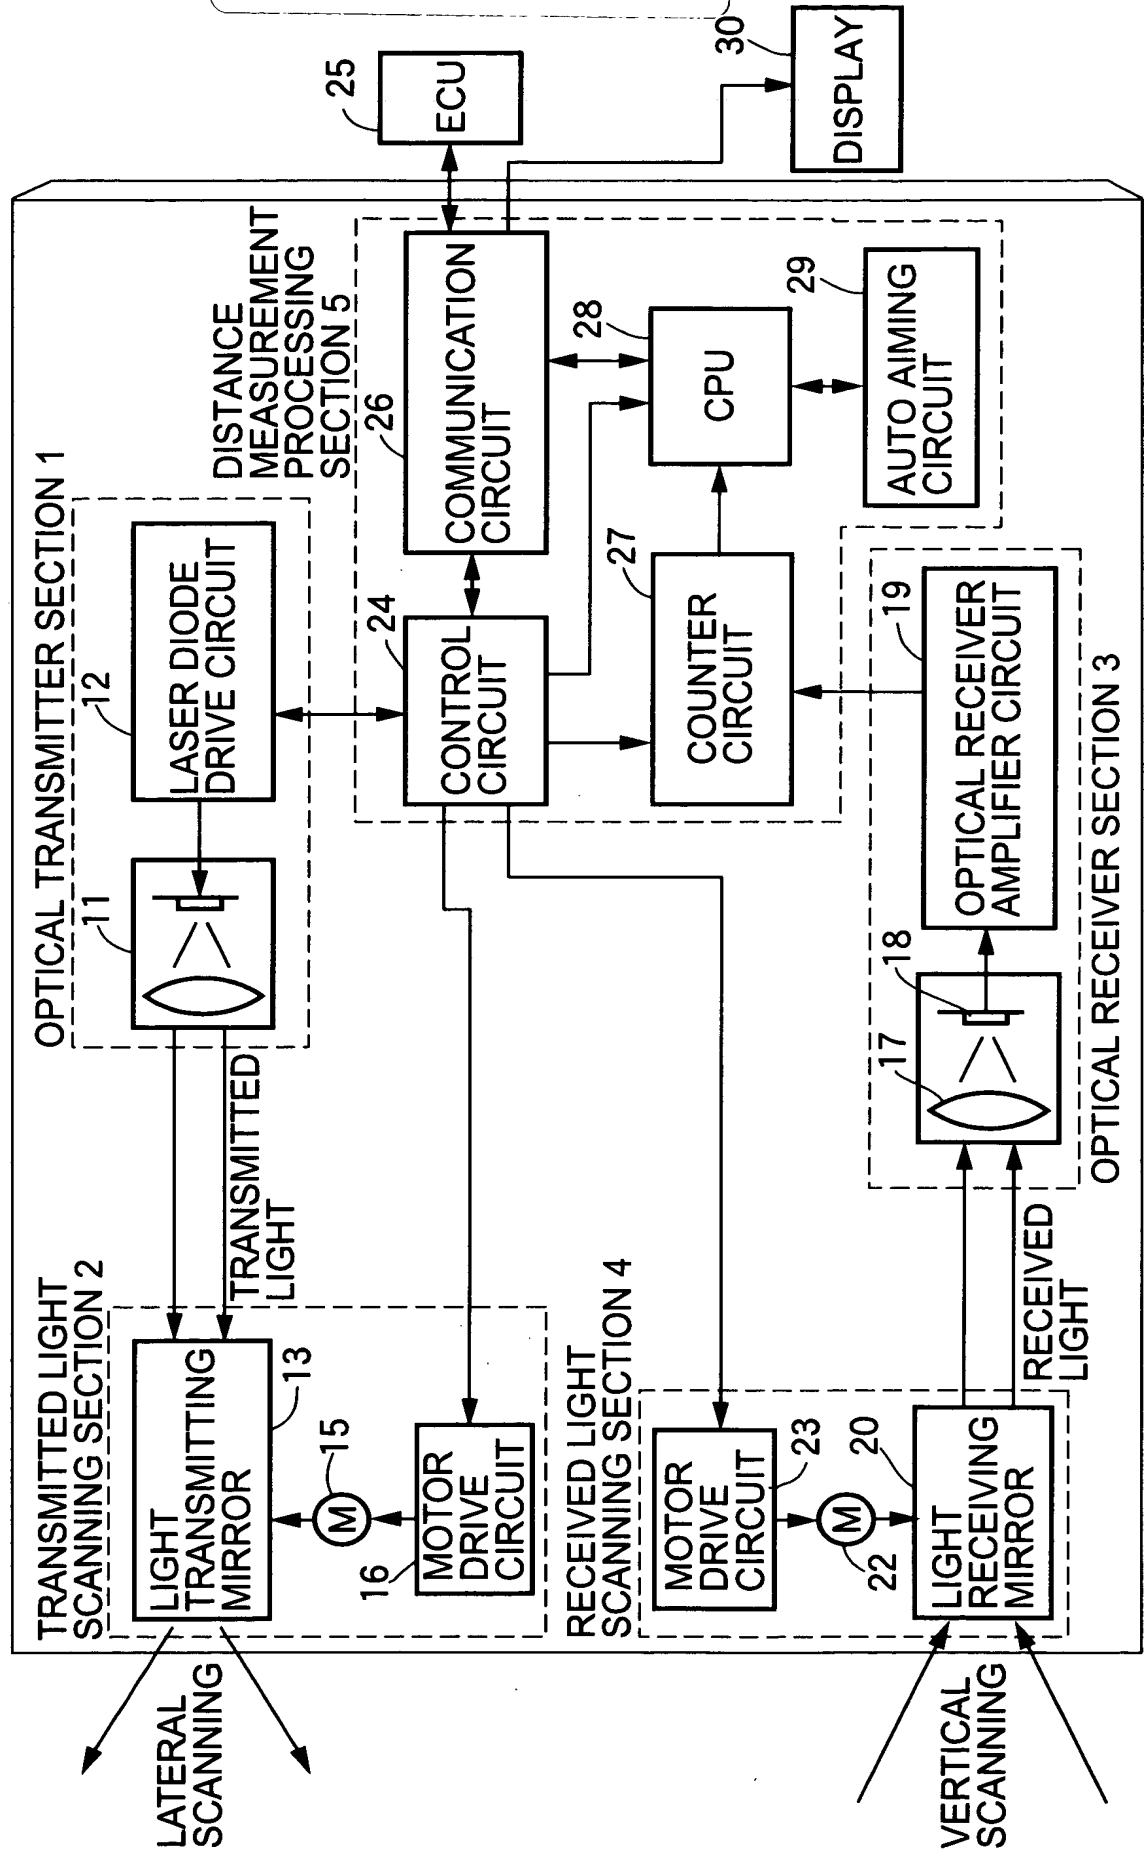 OPTICAL TRANSMITTER SECTION 1
11
12
LASER DIODE
DRIVE CIRCUIT
TRANSMITTED
LIGHT
TRANSMITTED LIGHT
SCANNING SECTION 2
LIGHT
TRANSMITTING
MIRROR
13
15
M
16
MOTOR
DRIVE
CIRCUIT
LATERAL
SCANNING
DISTANCE
MEASUREMENT
PROCESSING
SECTION 5
24
CONTROL
CIRCUIT
26
COMMUNICATION
CIRCUIT
25
ECU
30
DISPLAY
27
COUNTER
CIRCUIT
28
CPU
29
AUTO AIMING
CIRCUIT
RECEIVED LIGHT
SCANNING SECTION 4
MOTOR
DRIVE
CIRCUIT
23
M
22
20
LIGHT
RECEIVING
MIRROR
VERTICAL
SCANNING
RECEIVED
LIGHT
17
18
19
OPTICAL RECEIVER
AMPLIFIER CIRCUIT
OPTICAL RECEIVER SECTION 3